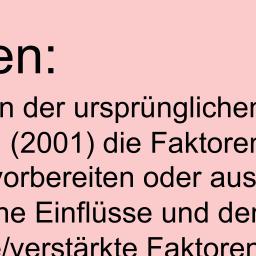 en:
n der ursprünglichen
(2001) die Faktoren
vorbereiten oder aus
ne Einflüsse und der
e/verstärkte Faktoren